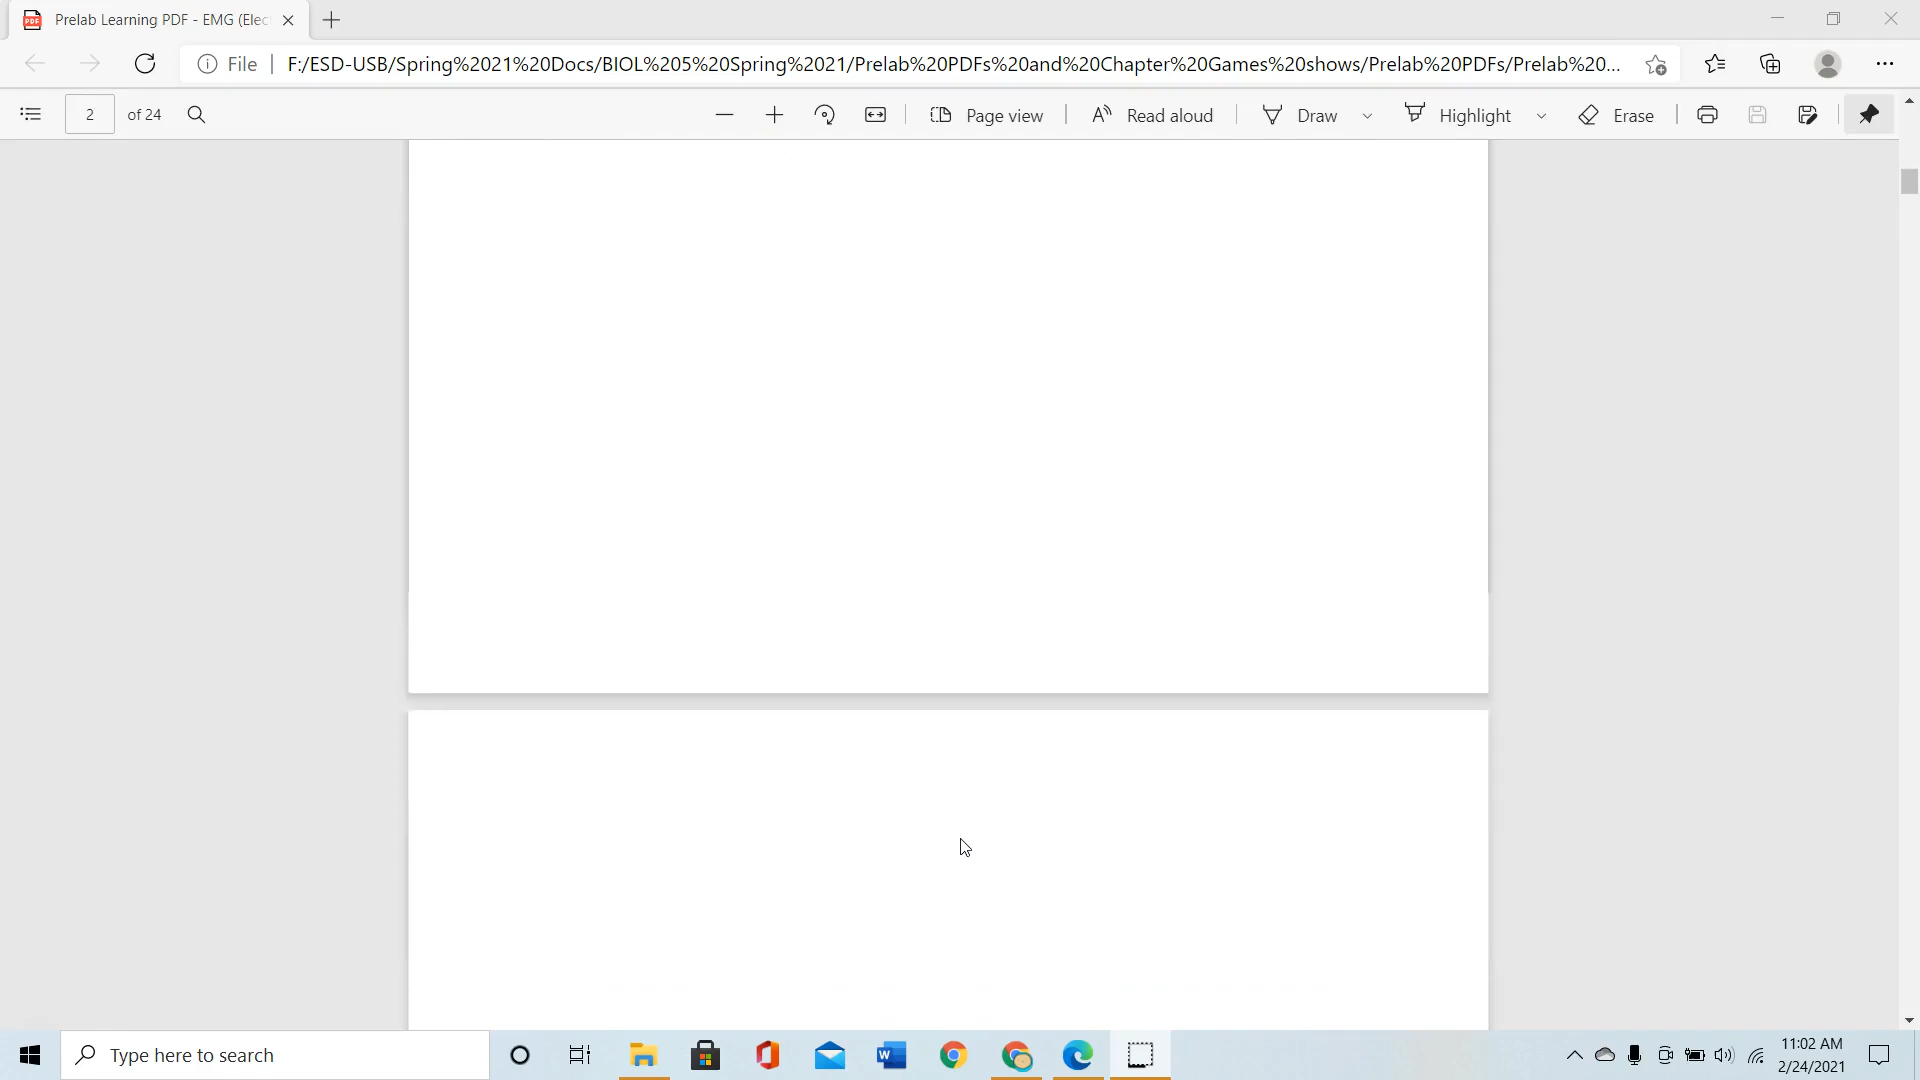 Prelab Learning PDF - EMG (Elec
File
F:/ESD-USB/Spring%2021%20Docs/BIOL%205%20Spring%2021/Prelab%20PDFs%20and%20Chapter%20Games%20shows/Prelab%20PDFs/Prelab%20...
2 of 24
Page view
Read aloud
Draw
Highlight
Erase
Type here to search
11:02 AM
2/24/2021